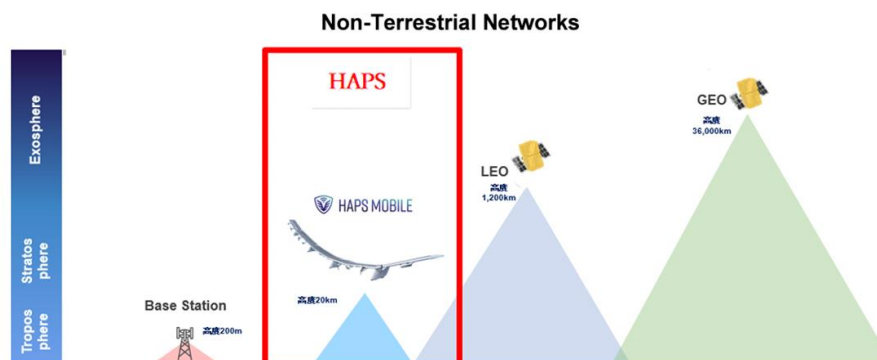 Non-Terrestrial Networks
HAPS
GEO
高度
36,000km
Exosphere
LEO
高度
1,200km
HAPS MOBILE
Stratos
phere
高度20km
Base Station
高度200m
Tropos
phere